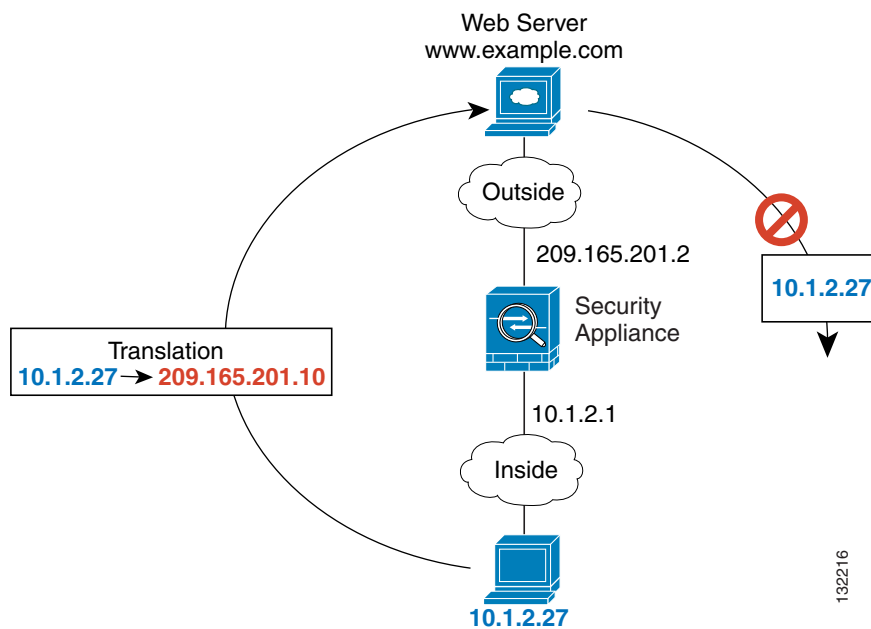 Web Server
www.example.com
Outside
209.165.201.2
10.1.2.27
Security
Appliance
Translation
10.1.2.27 209.165.201.10
10.1.2.1
Inside
10.1.2.27
132216